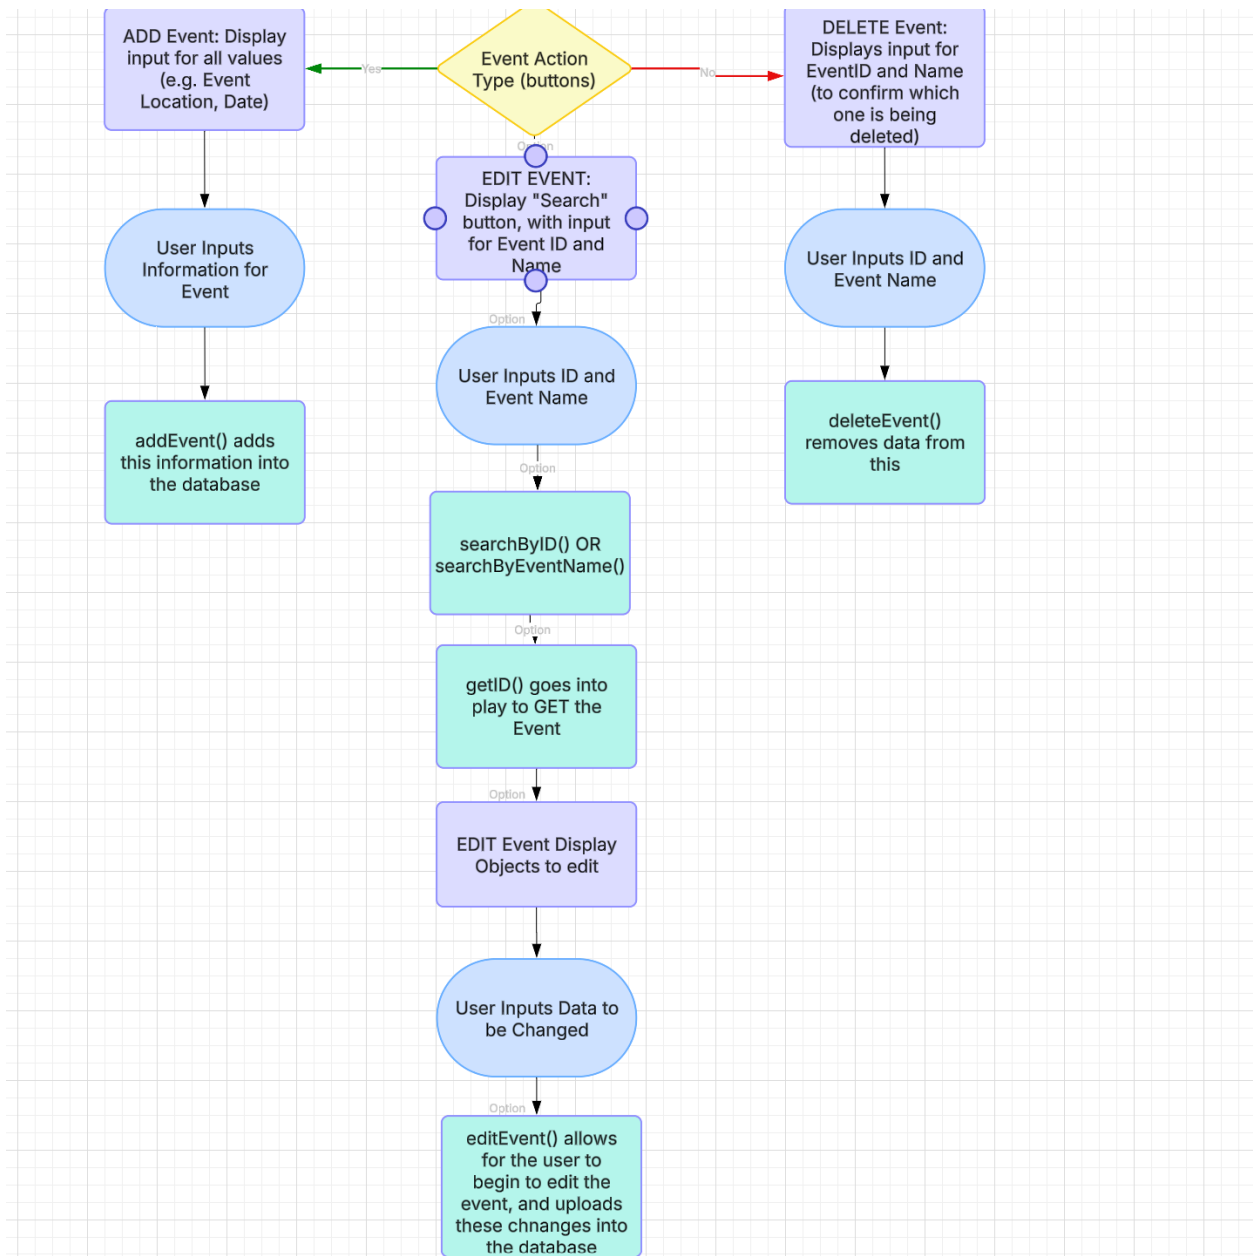 ADD Event: Display
input for all values
(e.g. Event
Location, Date)
Yes
Event Action
Type (buttons)
No
DELETE Event:
Displays input for
EventID and Name
(to confirm which
one is being
deleted)
Option
EDIT EVENT:
Display "Search"
button, with input
for Event ID and
Name
User Inputs
Information for
Event
User Inputs ID and
Event Name
Option
User Inputs ID and
Event Name
addEvent() adds
this information into
the database
deleteEvent()
removes data from
this
Option
searchByID() OR
searchByEventName()
Option
getID() goes into
play to GET the
Event
Option
EDIT Event Display
Objects to edit
User Inputs Data to
be Changed
Option
editEvent() allows
for the user to
begin to edit the
event, and uploads
these chnanges into
the database